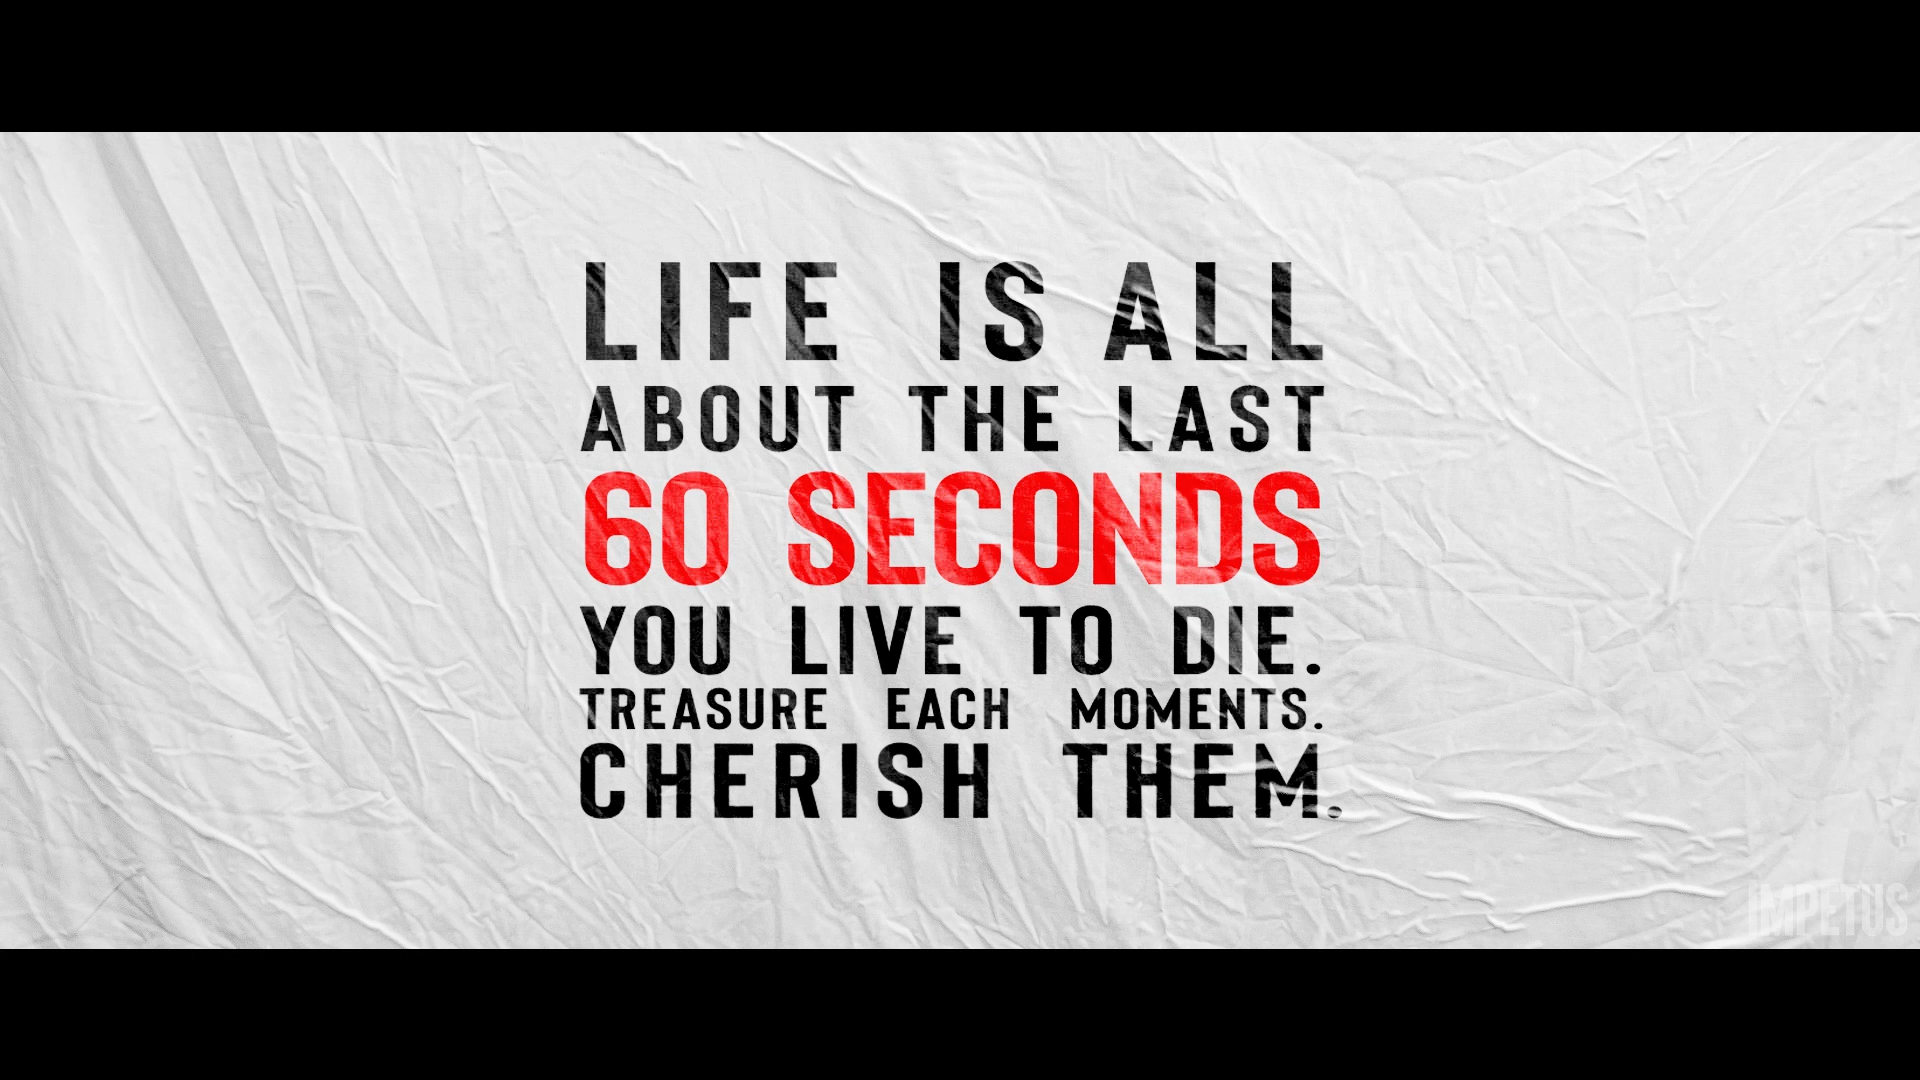 LIFE IS ALL
ABOUT THE LAST
60 SECONDS
YOU LIVE TO DIE.
TREASURE EACH MOMENTS.
CHERISH THEM.
IMPETUS